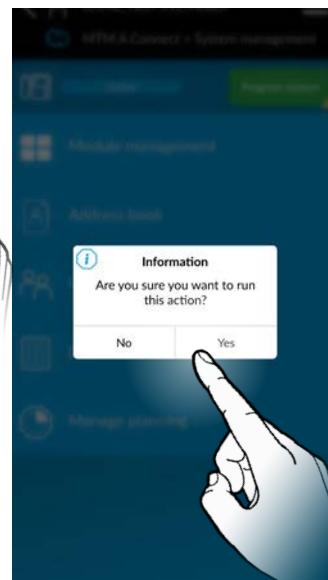 MTM A Connect > System management
Module management
Address book
Information
Are you sure you want to run
this action?
No
Yes
Manage planning